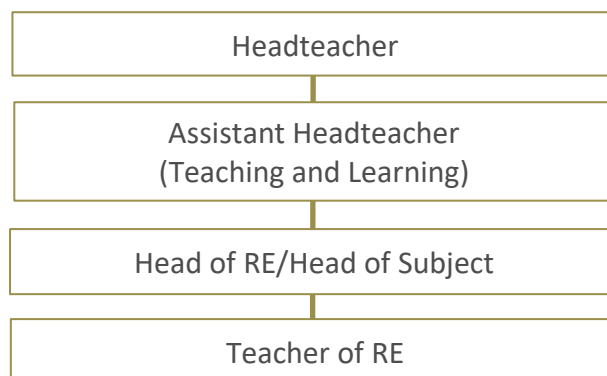 Headteacher
Assistant Headteacher
(Teaching and Learning)
Head of RE/Head of Subject
Teacher of RE